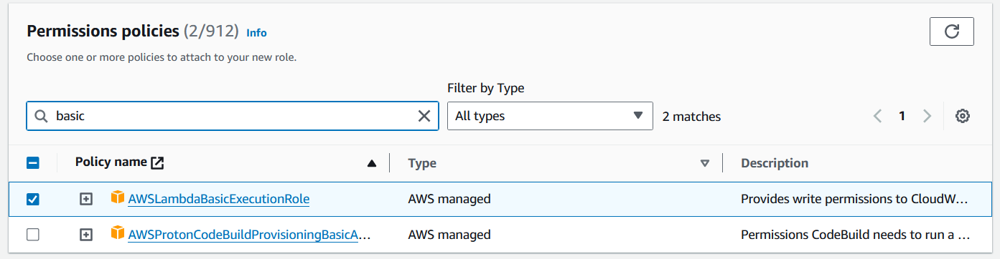 Permissions policies (2/912) Info
Choose one or more policies to attach to your new role.
Filter by Type
basic All types 2 matches 1
Policy name Type Description
AWSLambdaBasicExecutionRole AWS managed Provides write permissions to CloudW...
AWSProtonCodeBuildProvisioningBasicA... AWS managed Permissions CodeBuild needs to run a ...